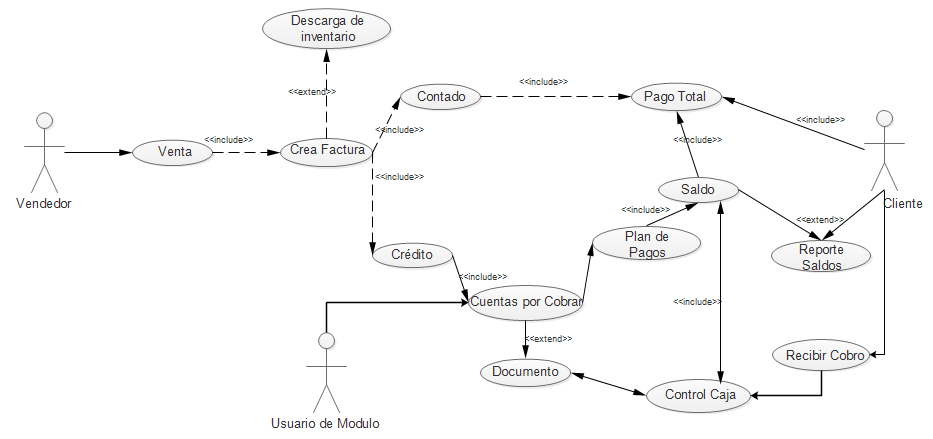 Descarga de
inventario
<<extend>>
Contado
<<include>>
Pago Total
<<include>>
<<include>>
<<include>>
<<include>>
Venta
Crea Factura
<<include>>
Vendedor
Saldo
Cliente
<<include>>
<<extend>>
Plan de
Pagos
Reporte
Saldos
Crédito
<<include>>
Cuentas por Cobrar
<<include>>
<<extend>>
Recibir Cobro
Documento
Control Caja
Usuario de Modulo